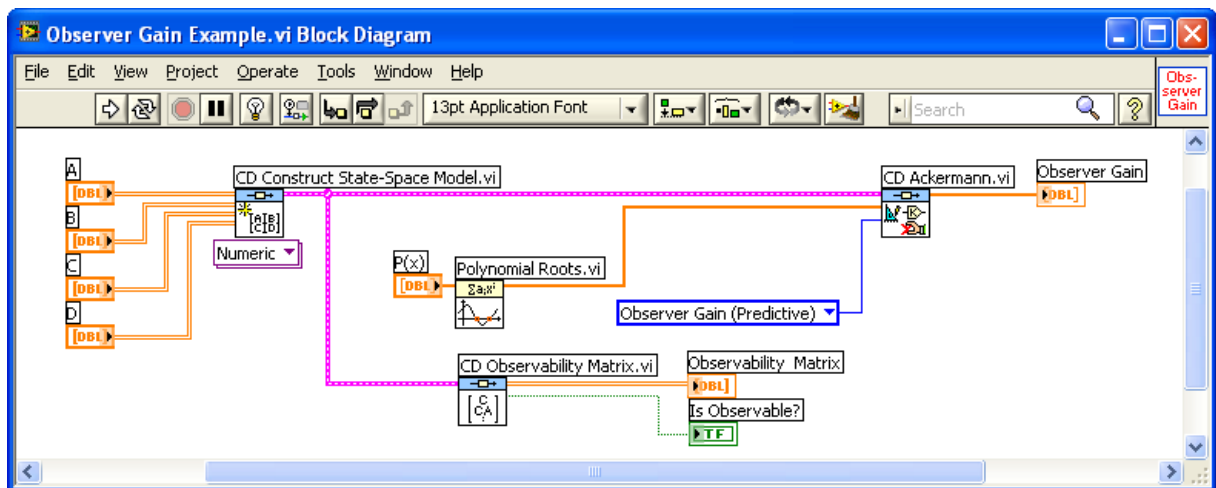 Observer Gain Example.vi Block Diagram
File Edit View Project Operate Tools Window Help
Obs-
server
Gain
13pt Application Font
Search
A
[DBL]
CD Construct State-Space Model.vi
CD Ackermann.vi
Observer Gain
DBL]
B
[DBL]
Numeric
C
[DBL]
P(x)
[DBL]
Polynomial Roots.vi
D
[DBL]
Observer Gain (Predictive)
CD Observability Matrix.vi
Observability Matrix
DBL]
Is Observable?
TF